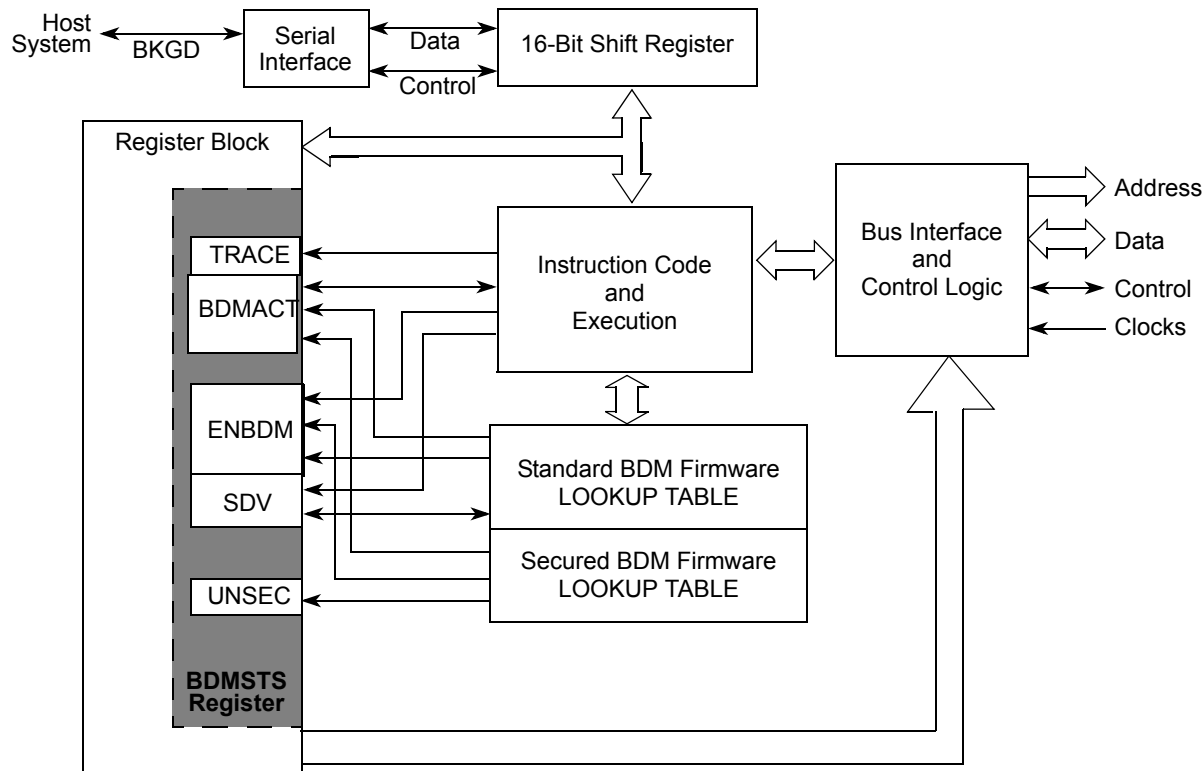 Host
System
BKGD
Serial
Interface
Data
Control
16-Bit Shift Register
Register Block
TRACE
BDMACT
ENBDM
SDV
UNSEC
BDMSTS
Register
Instruction Code
and
Execution
Standard BDM Firmware
LOOKUP TABLE
Secured BDM Firmware
LOOKUP TABLE
Bus Interface
and
Control Logic
Address
Data
Control
Clocks